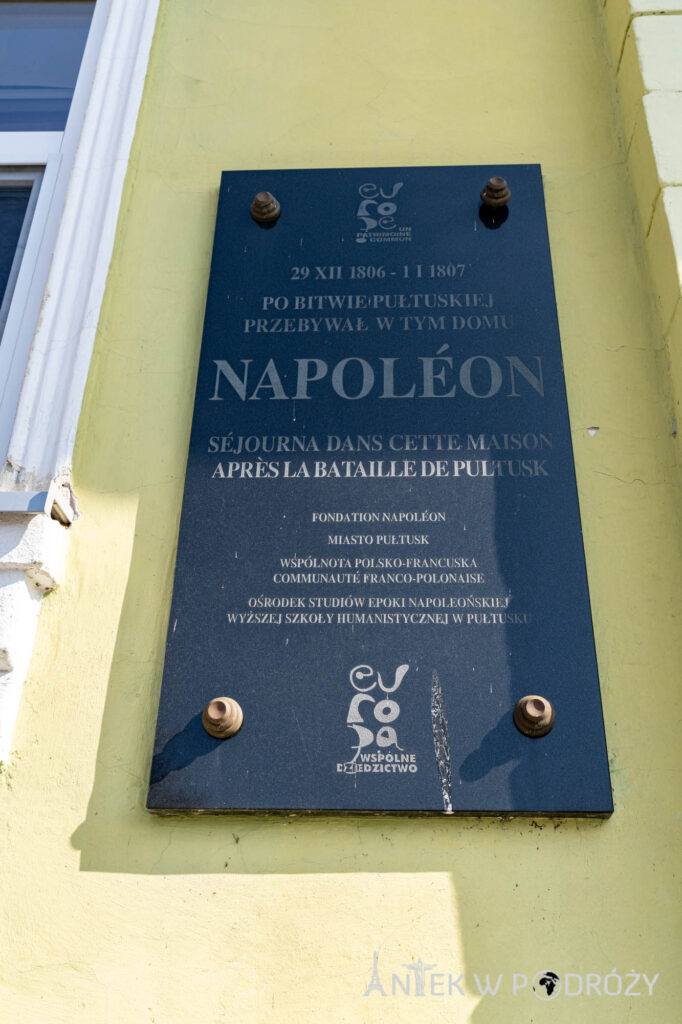 europe
UN
PATRIMOINE
COMMUN
29 XII 1806 - 1 I 1807
PO BITWIE PUŁTUSKIEJ
PRZEBYWAŁ W TYM DOMU
NAPOLÉON
SÉJOURNA DANS CETTE MAISON
APRÈS LA BATAILLE DE PUŁTUSK
FONDATION NAPOLÉON
MIASTO PUŁTUSK
WSPÓLNOTA POLSKO-FRANCUSKA
COMMUNAUTÉ FRANCO-POLONAISE
OŚRODEK STUDIÓW EPOKI NAPOLEOŃSKIEJ
WYŻSZEJ SZKOŁY HUMANISTYCZNEJ W PUŁTUSKU
europa
WSPÓLNE
DZIEDZICTWO
ANTEK W PODRÓŻY